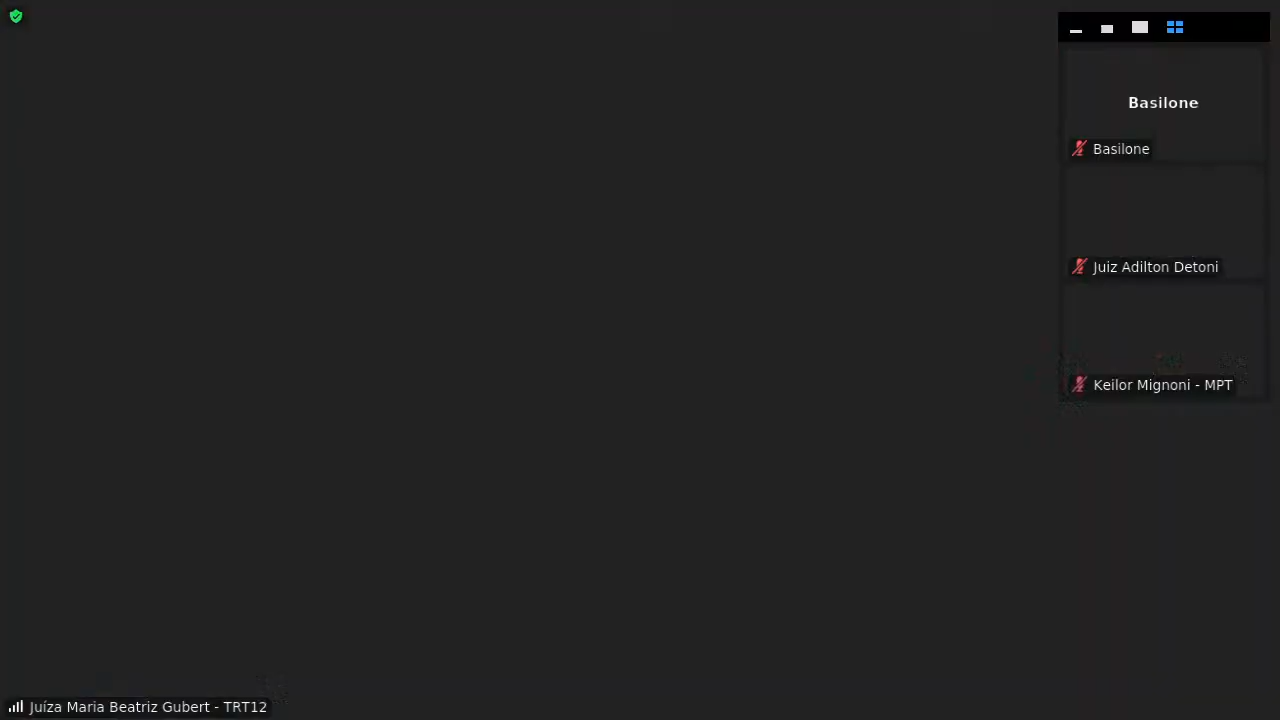 Basilone
Basilone
Juiz Adilton Detoni
Keilor Mignoni - MPT
Juíza Maria Beatriz Gubert - TRT12